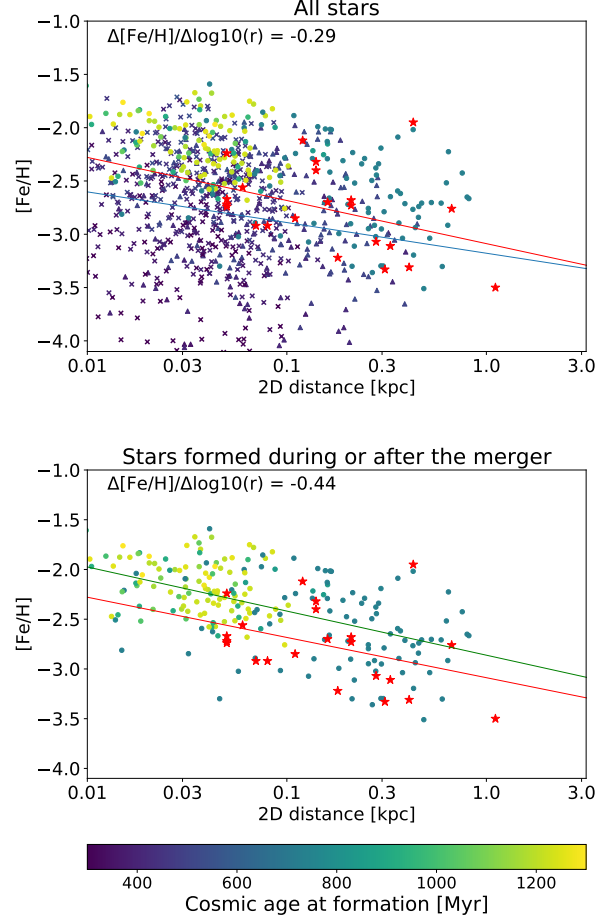 All stars
Δ[Fe/H]/Δlog10(r) = -0.29
−1.0
−1.5
−2.0
−2.5
−3.0
−3.5
−4.0
[Fe/H]
0.01 0.03 0.1 0.3 1.0 3.0
2D distance [kpc]
Stars formed during or after the merger
Δ[Fe/H]/Δlog10(r) = -0.44
−1.0
−1.5
−2.0
−2.5
−3.0
−3.5
−4.0
[Fe/H]
0.01 0.03 0.1 0.3 1.0 3.0
2D distance [kpc]
400 600 800 1000 1200
Cosmic age at formation [Myr]